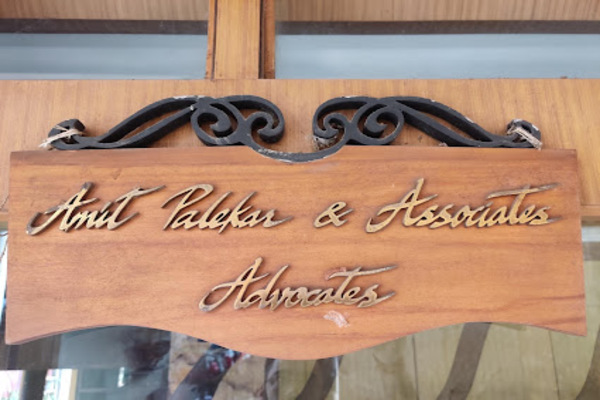 Amit Palekar & Associates
Advocates